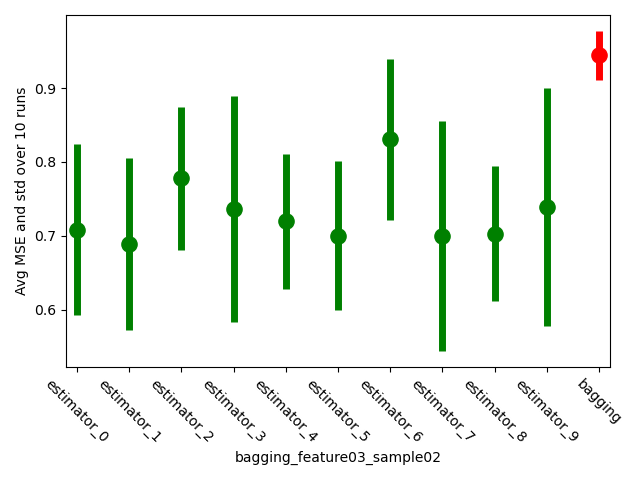 Avg MSE and std over 10 runs
0.9
0.8
0.7
0.6
estimator_0
estimator_1
estimator_2
estimator_3
estimator_4
estimator_5
estimator_6
estimator_7
estimator_8
estimator_9
bagging
bagging_feature03_sample02